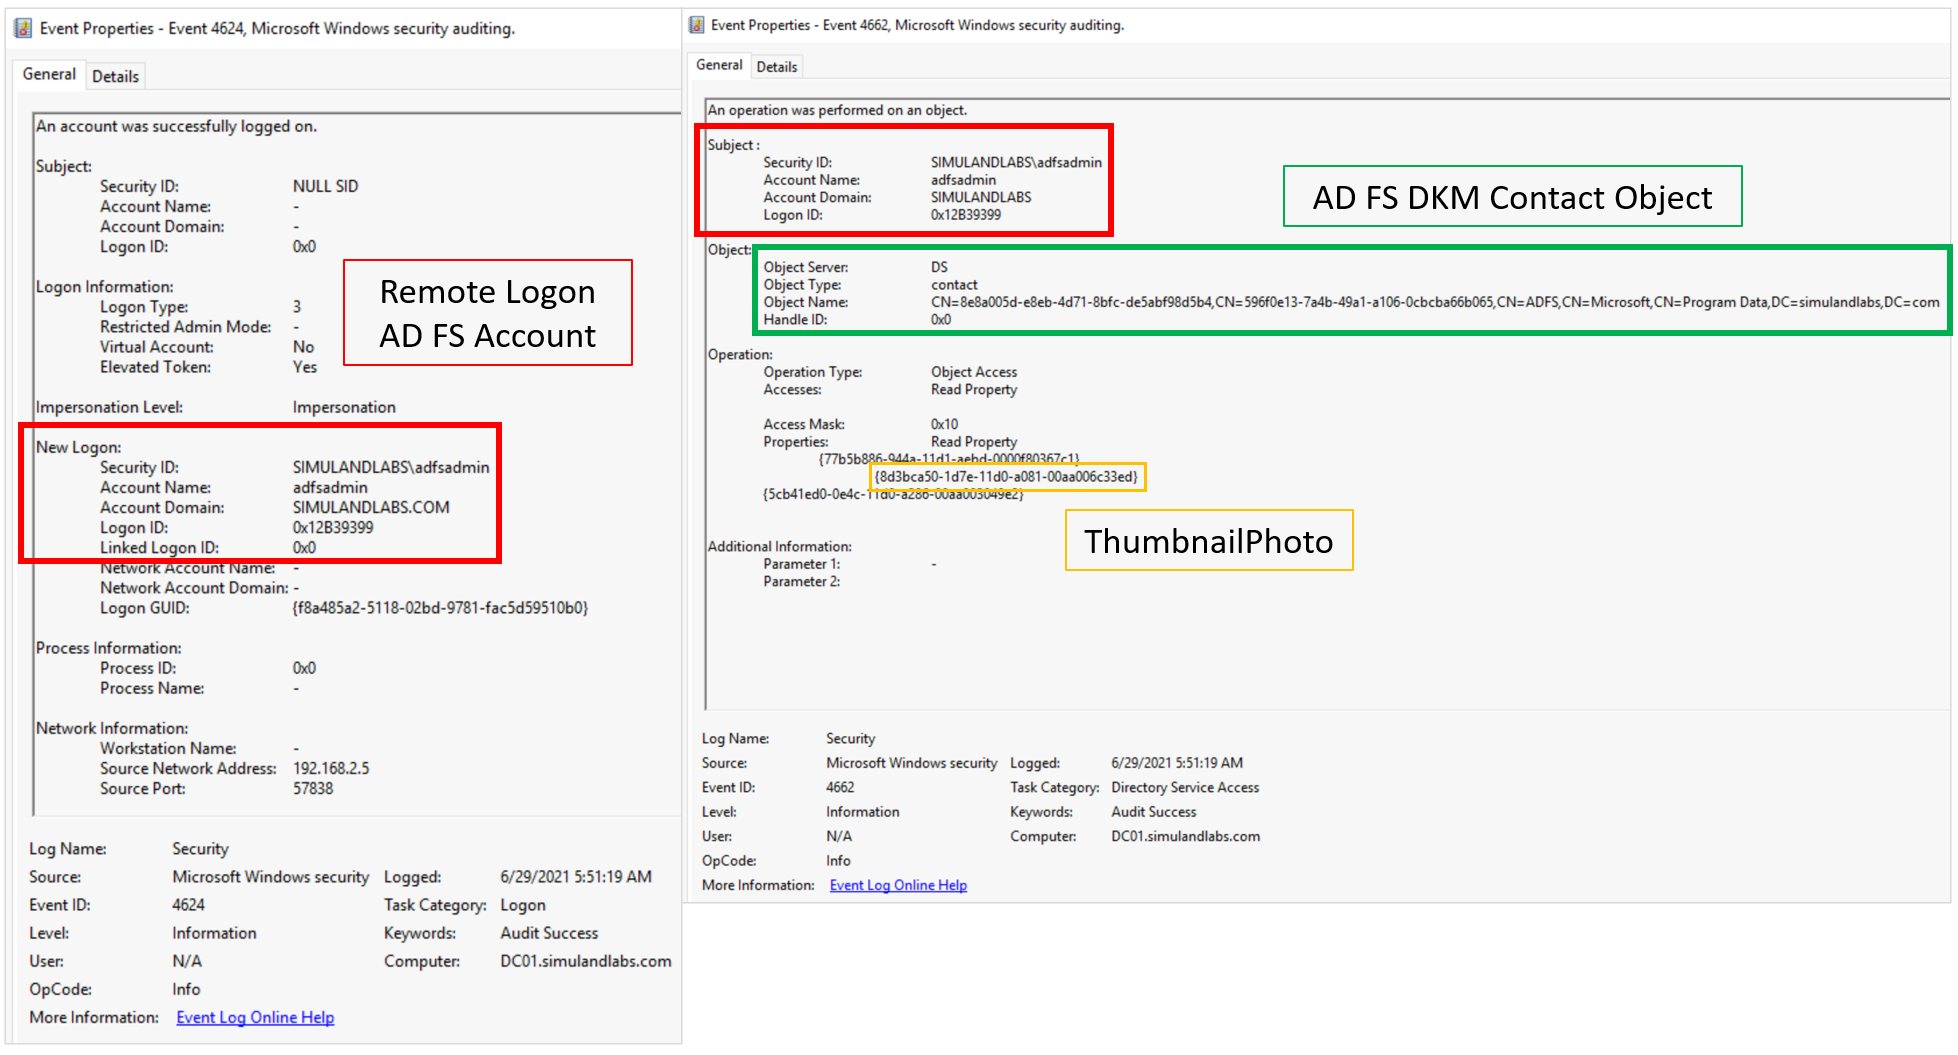 Event Properties - Event 4624, Microsoft Windows security auditing.
General Details
An account was successfully logged on.
Subject:
Security ID: NULL SID
Account Name: -
Account Domain: -
Logon ID: 0x0
Logon Information:
Logon Type: 3
Restricted Admin Mode: -
Virtual Account: No
Elevated Token: Yes
Remote Logon
AD FS Account
Impersonation Level: Impersonation
New Logon:
Security ID: SIMULANDLABS\adfsadmin
Account Name: adfsadmin
Account Domain: SIMULANDLABS.COM
Logon ID: 0x12B39399
Linked Logon ID: 0x0
Network Account Name: -
Network Account Domain: -
Logon GUID: {f8a485a2-5118-02bd-9781-fac5d59510b0}
Process Information:
Process ID: 0x0
Process Name: -
Network Information:
Workstation Name: -
Source Network Address: 192.168.2.5
Source Port: 57838
Log Name: Security
Source: Microsoft Windows security Logged: 6/29/2021 5:51:19 AM
Event ID: 4624 Task Category: Logon
Level: Information Keywords: Audit Success
User: N/A Computer: DC01.simulandlabs.com
OpCode: Info
More Information: Event Log Online Help
Event Properties - Event 4662, Microsoft Windows security auditing.
General Details
An operation was performed on an object.
Subject :
Security ID: SIMULANDLABS\adfsadmin
Account Name: adfsadmin
Account Domain: SIMULANDLABS
Logon ID: 0x12B39399
AD FS DKM Contact Object
Object:
Object Server: DS
Object Type: contact
Object Name: CN=8e8a005d-e8eb-4d71-8bfc-de5abf98d5b4,CN=596f0e13-7a4b-49a1-a106-0cbcba66b065,CN=ADFS,CN=Microsoft,CN=Program Data,DC=simulandlabs,DC=com
Handle ID: 0x0
Operation:
Operation Type: Object Access
Accesses: Read Property
Access Mask: 0x10
Properties: Read Property
{77b5b886-944a-11d1-aebd-0000f80367c1}
{8d3bca50-1d7e-11d0-a081-00aa006c33ed}
{5cb41ed0-0e4c-11d0-a286-00aa003049e2}
ThumbnailPhoto
Additional Information:
Parameter 1: -
Parameter 2:
Log Name: Security
Source: Microsoft Windows security Logged: 6/29/2021 5:51:19 AM
Event ID: 4662 Task Category: Directory Service Access
Level: Information Keywords: Audit Success
User: N/A Computer: DC01.simulandlabs.com
OpCode: Info
More Information: Event Log Online Help